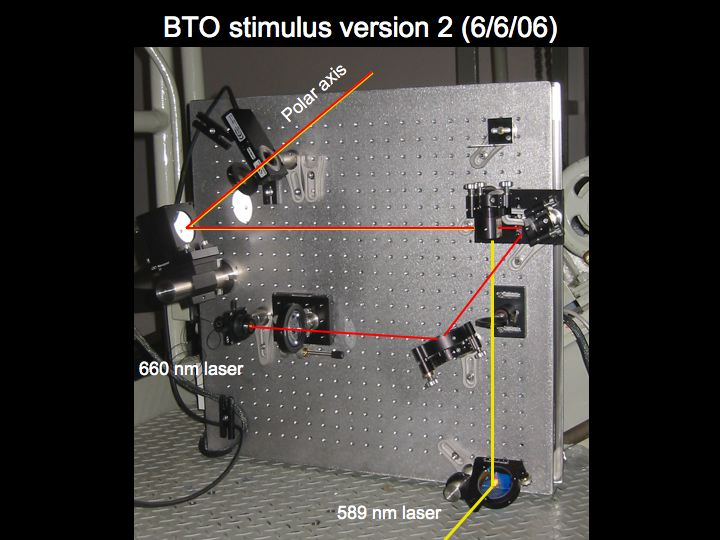 BTO stimulus version 2 (6/6/06)
Polar axis
660 nm laser
589 nm laser